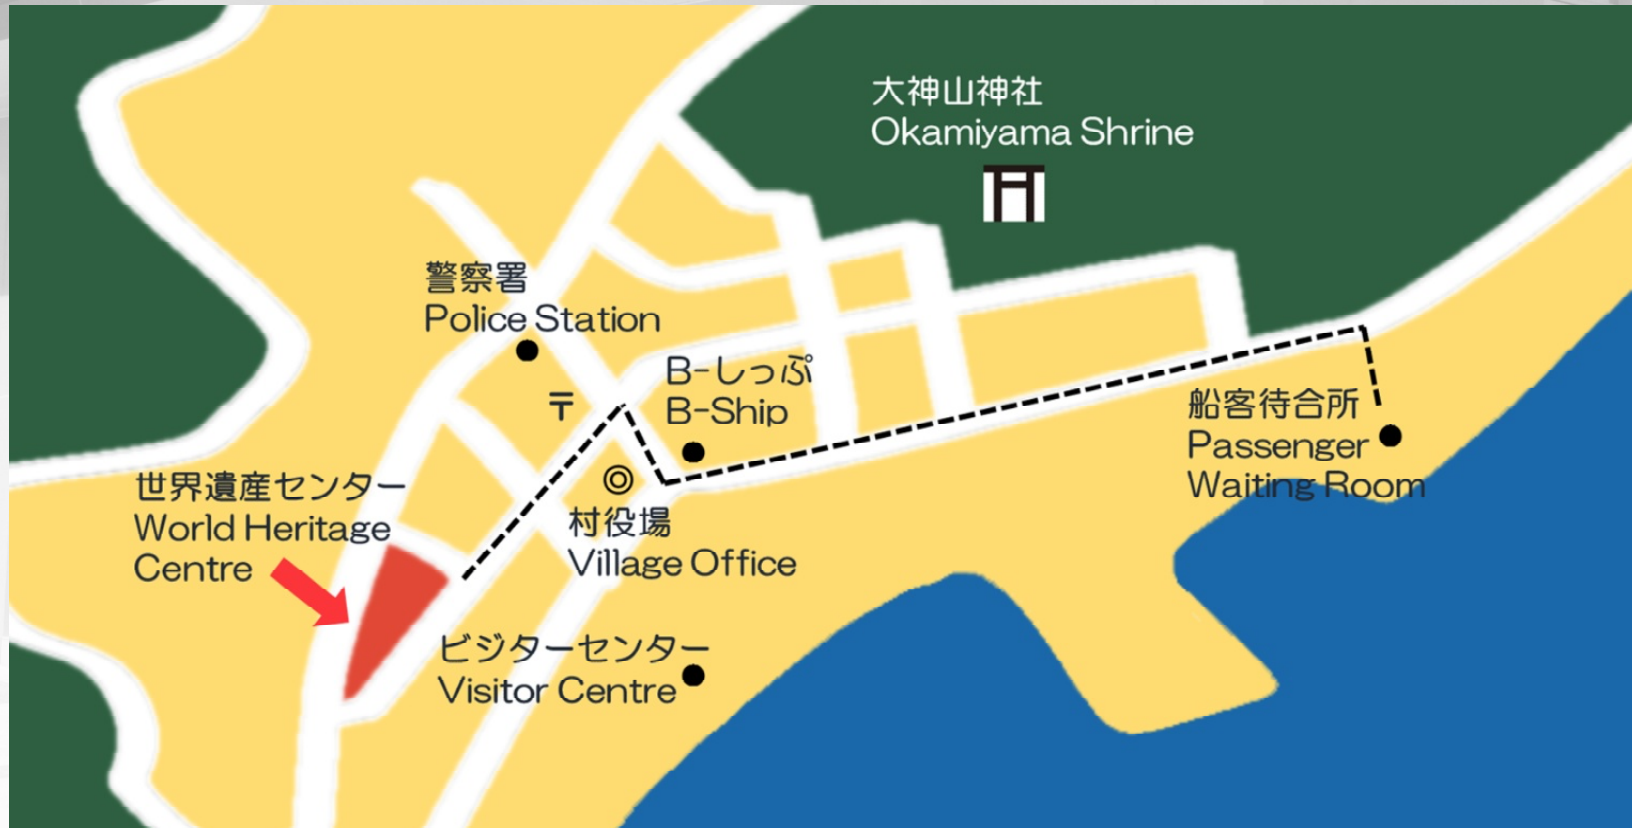 大神山神社
Okamiyama Shrine
警察署
Police Station
〒
B-しっぷ
B-Ship
船客待合所
Passenger
Waiting Room
世界遺産センター
World Heritage
Centre
村役場
Village Office
ビジターセンター
Visitor Centre